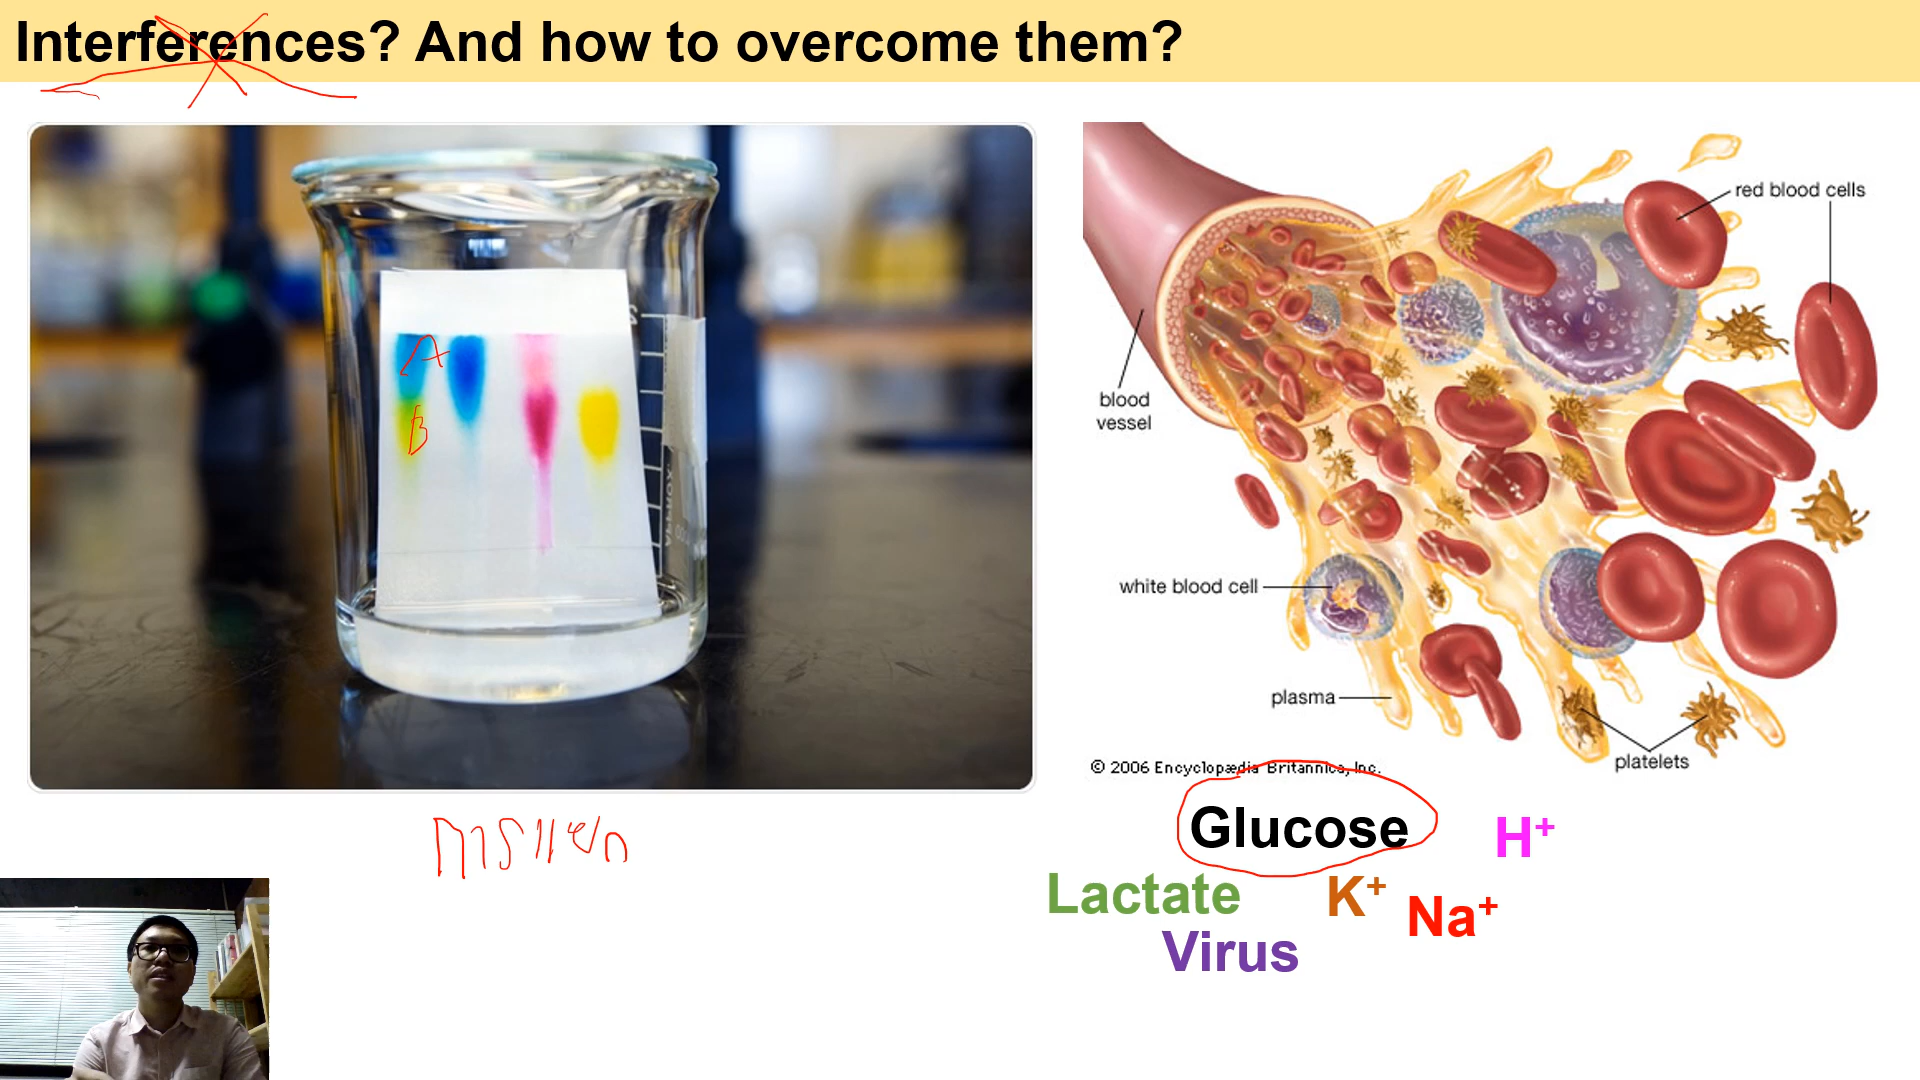 Interferences? And how to overcome them?
A
B
red blood cells
blood
vessel
white blood cell
plasma
platelets
© 2006 Encyclopædia Britannica, Inc.
การแยก
Glucose
H⁺
Lactate
K⁺
Na⁺
Virus